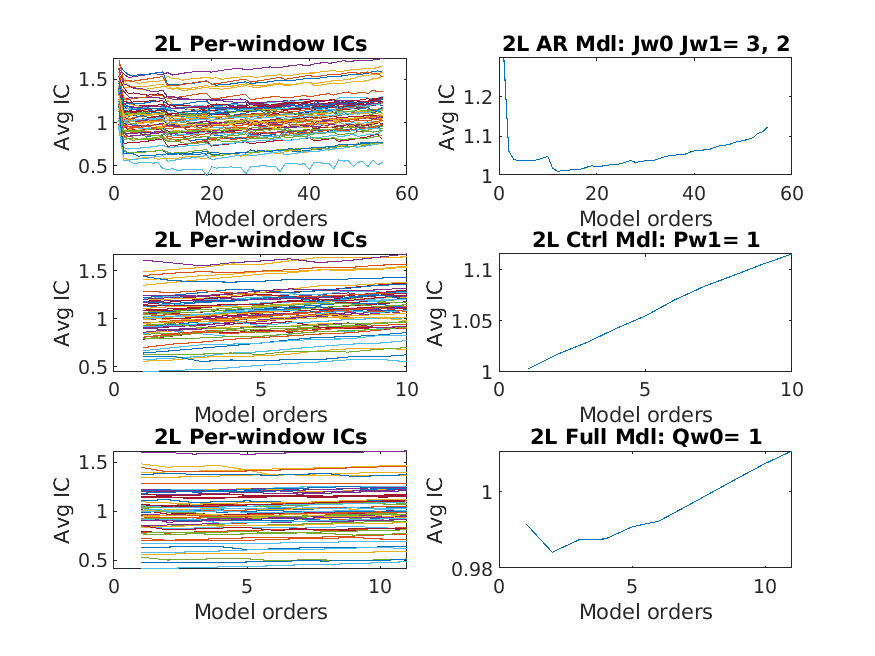 2L Per-window ICs
Avg IC
1.5
1
0.5
0
20
40
60
Model orders
2L AR Mdl: Jw0 Jw1= 3, 2
Avg IC
1.2
1.1
1
0
20
40
60
Model orders
2L Per-window ICs
Avg IC
1.5
1
0.5
0
5
10
Model orders
2L Ctrl Mdl: Pw1= 1
Avg IC
1.1
1.05
1
0
5
10
Model orders
2L Per-window ICs
Avg IC
1.5
1
0.5
0
5
10
Model orders
2L Full Mdl: Qw0= 1
Avg IC
1
0.98
0
5
10
Model orders